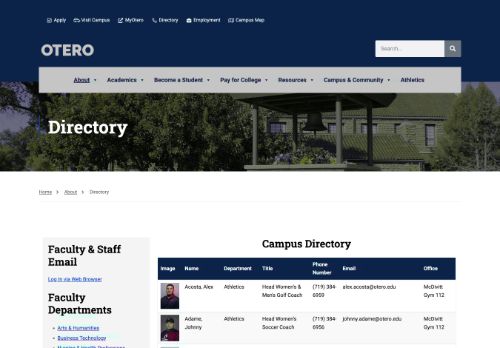 Apply Visit Campus MyOtero Directory Employment Campus Map
OTERO
Search...
About Academics Become a Student Pay for College Resources Campus & Community Athletics
Directory
Home About Directory
Faculty & Staff
Email
Log in via Web Browser
Faculty
Departments
Arts & Humanities
Business Technology
Campus Directory
Image Name Department Title Phone Number Email Office
Acosta, Alex Athletics Head Women's & Men's Golf Coach (719) 384-6959 alex.acosta@otero.edu McDivitt Gym 112
Adame, Johnny Athletics Head Women's Soccer Coach (719) 384-6956 johnny.adame@otero.edu McDivitt Gym 112